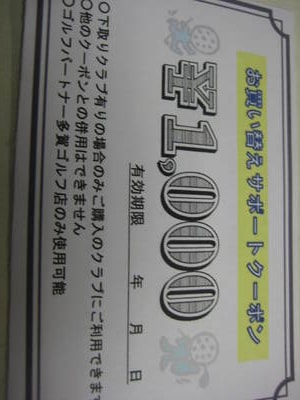 お買い替えサポートクーポン
¥1,000
有効期限　年　月　日
○下取りクラブ有りの場合のみご購入のクラブにご利用できます
○他のクーポンとの併用はできません
○ゴルフパートナー多賀ゴルフ店のみ使用可能